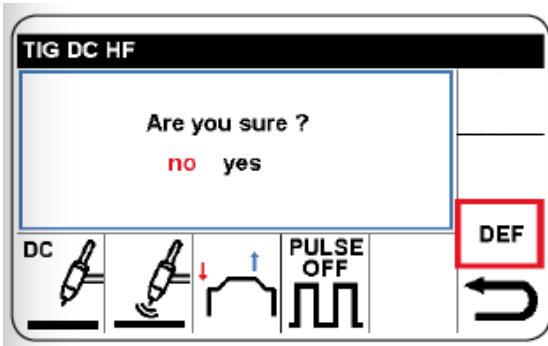 TIG DC HF
Are you sure ?
no yes
DEF
DC
PULSE
OFF